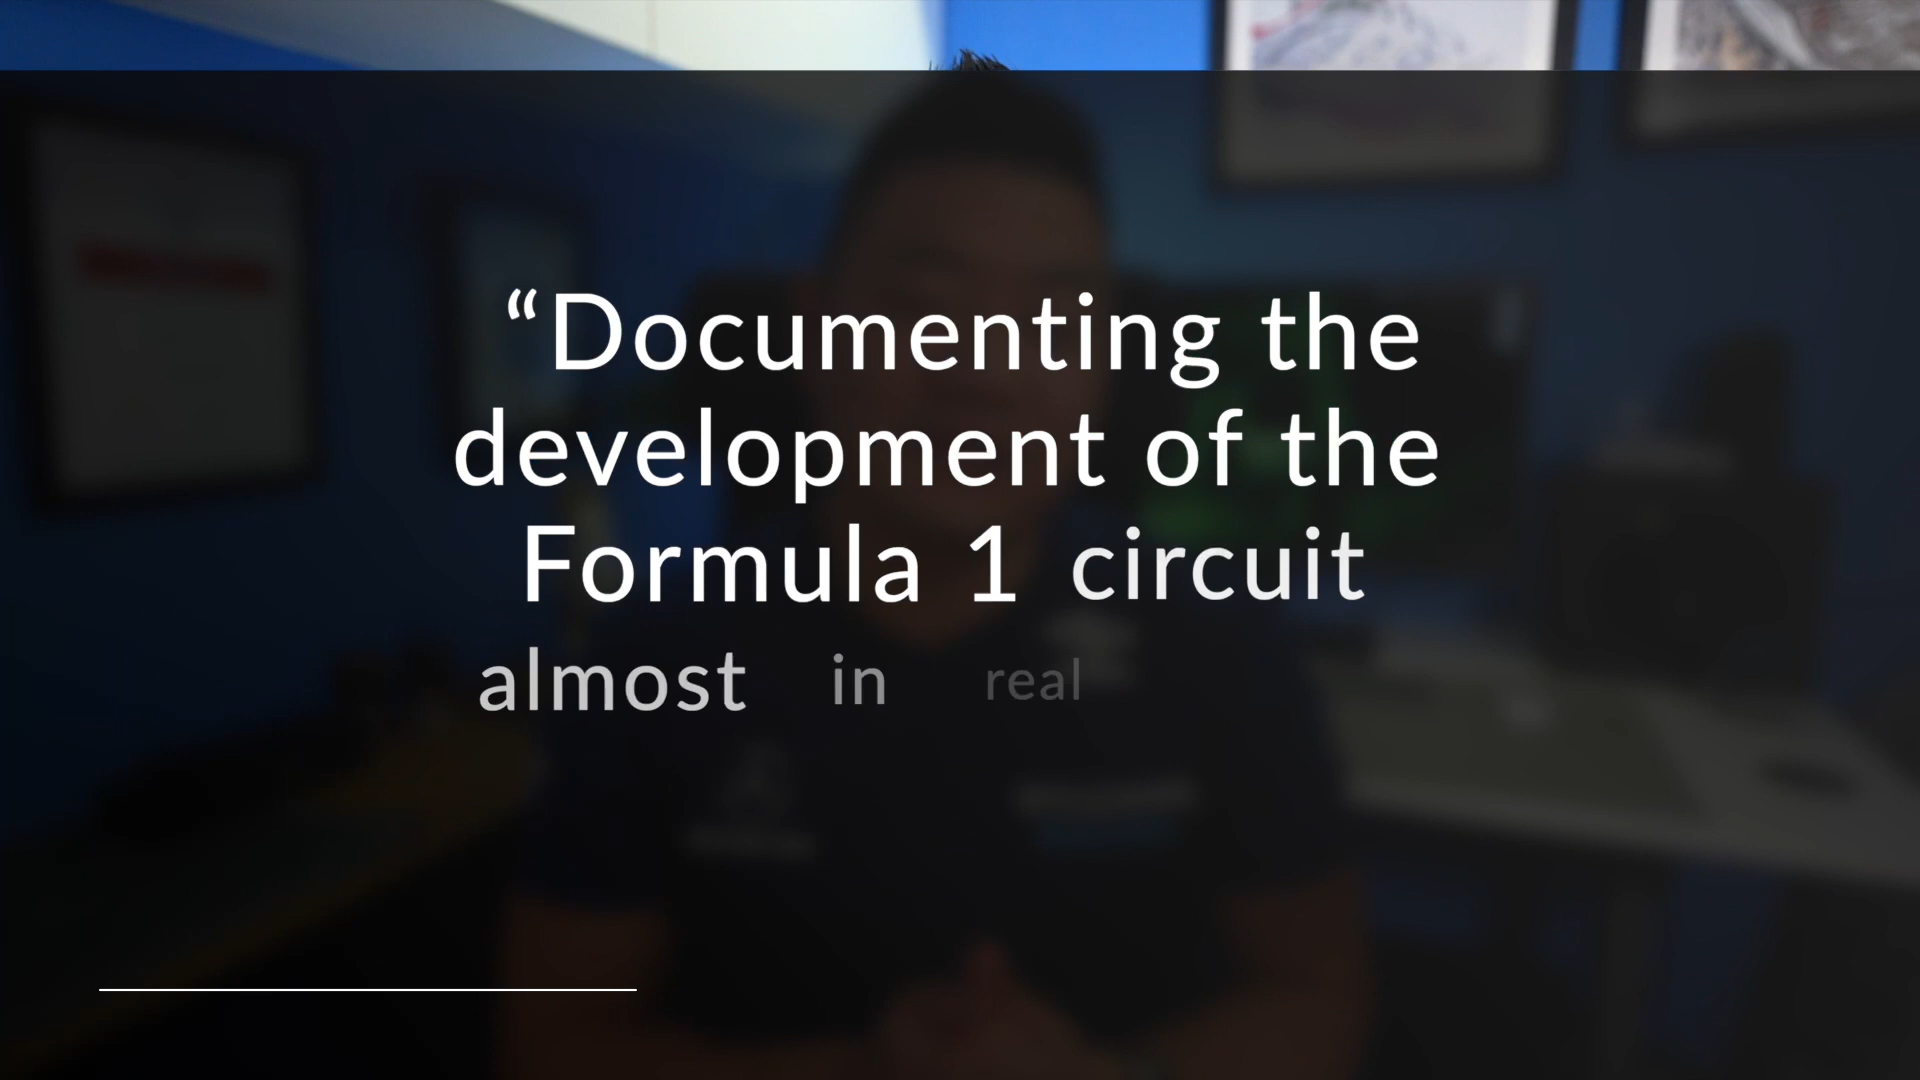 “Documenting the
development of the
Formula 1 circuit
almost in real